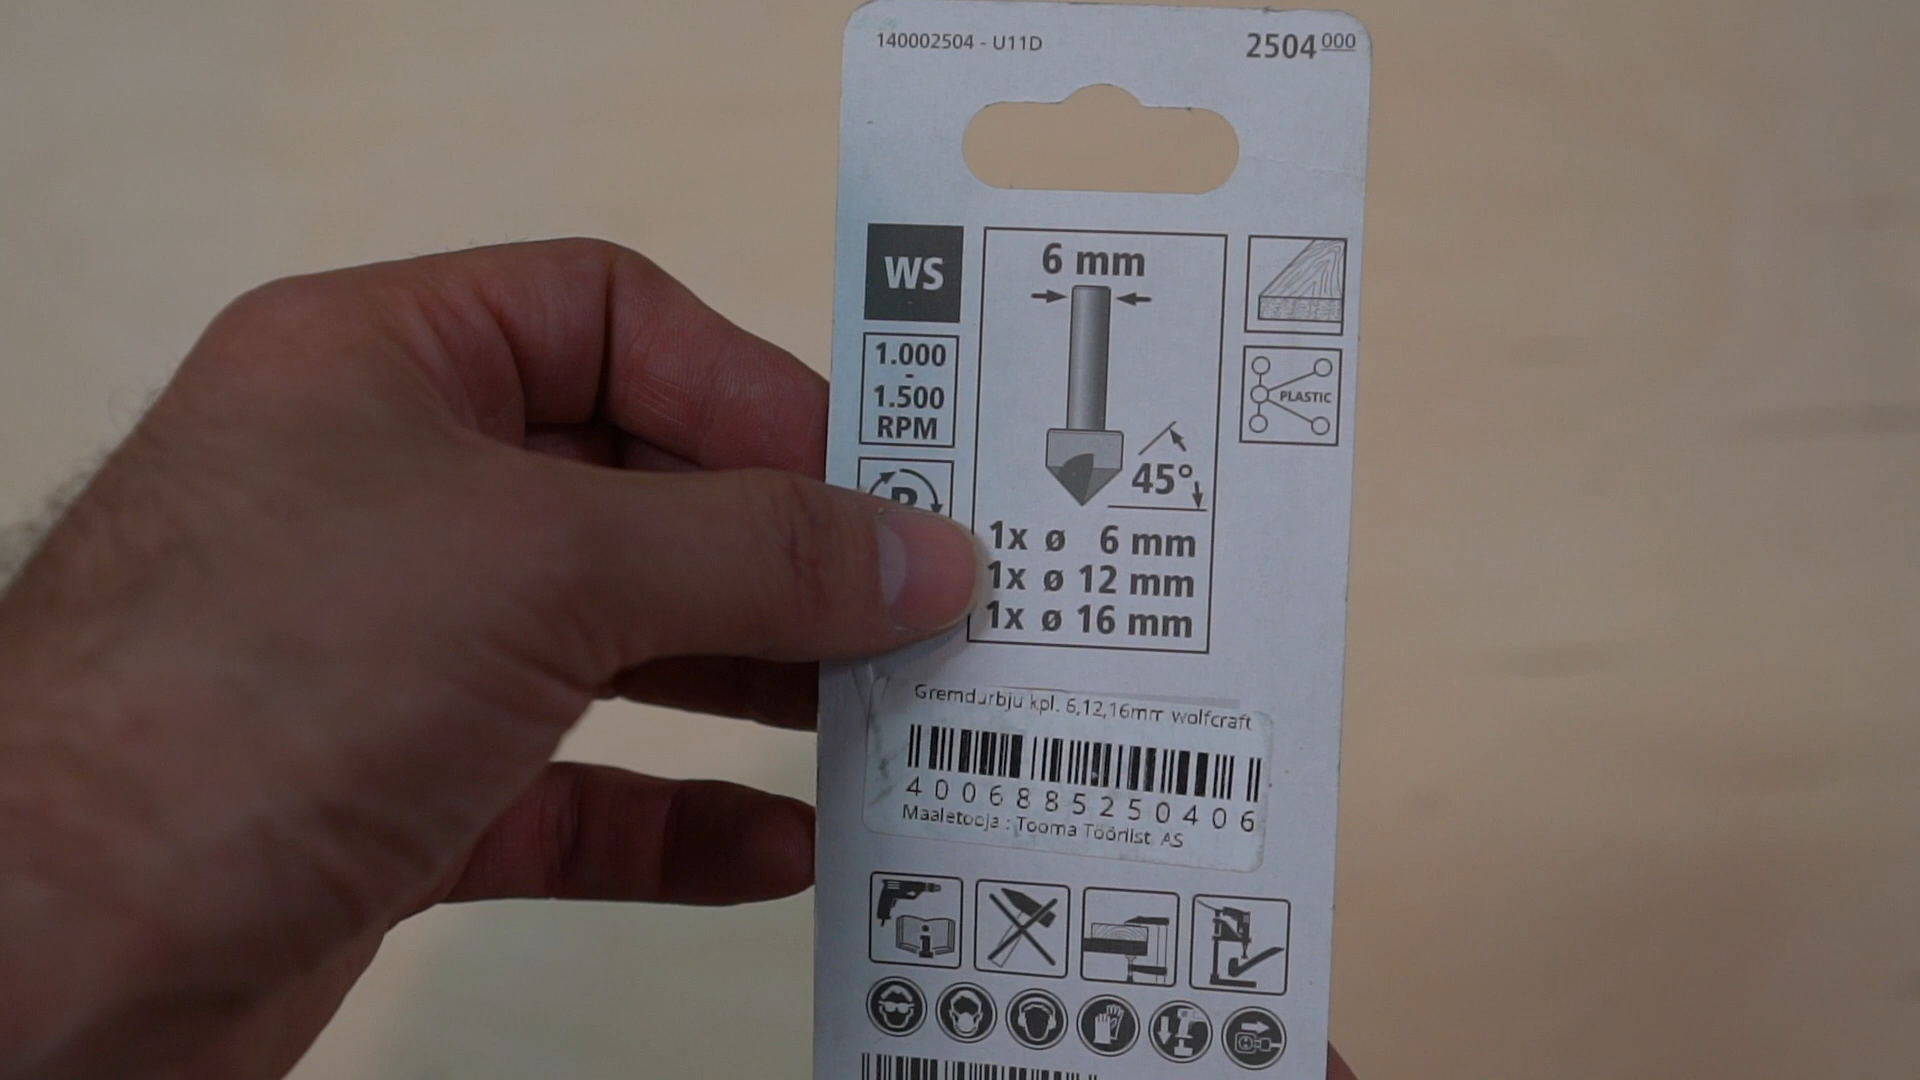 140002504 - U11D
2504 000
WS
6 mm
1.000
-
1.500
RPM
PLASTIC
45°
1x ø 6 mm
1x ø 12 mm
1x ø 16 mm
Gremdurbju kpl. 6,12,16mm wolfcraft
4006885250406
Maaletooja : Tooma Tööriist AS